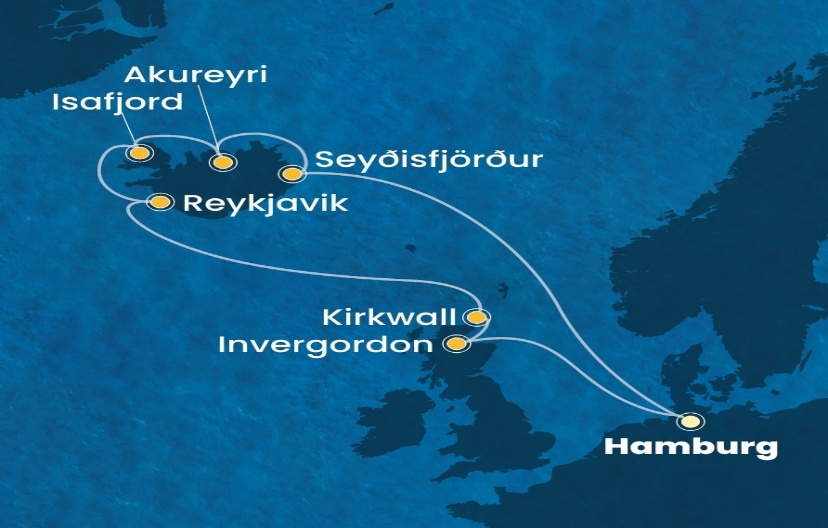 Akureyri
Isafjord
Seyðisfjörður
Reykjavik
Kirkwall
Invergordon
Hamburg